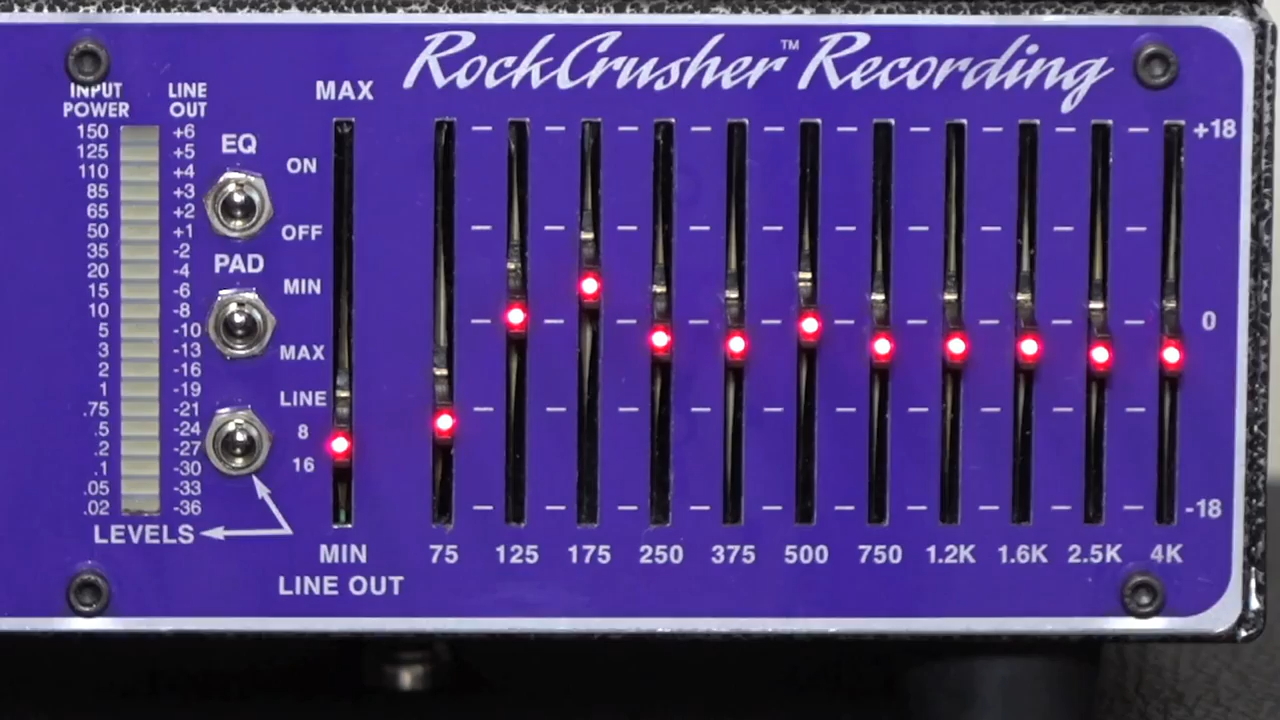 RockCrusher™ Recording
INPUT POWER
LINE OUT
150 +6
125 +5
110 +4
85 +3
65 +2
50 +1
35 -2
20 -4
15 -6
10 -8
5 -10
3 -13
2 -16
1 -19
.75 -21
.5 -24
.2 -27
.1 -30
.05 -33
.02 -36
LEVELS
EQ
ON
OFF
PAD
MIN
MAX
LINE
8
16
MAX
MIN
LINE OUT
+18
0
-18
75 125 175 250 375 500 750 1.2K 1.6K 2.5K 4K